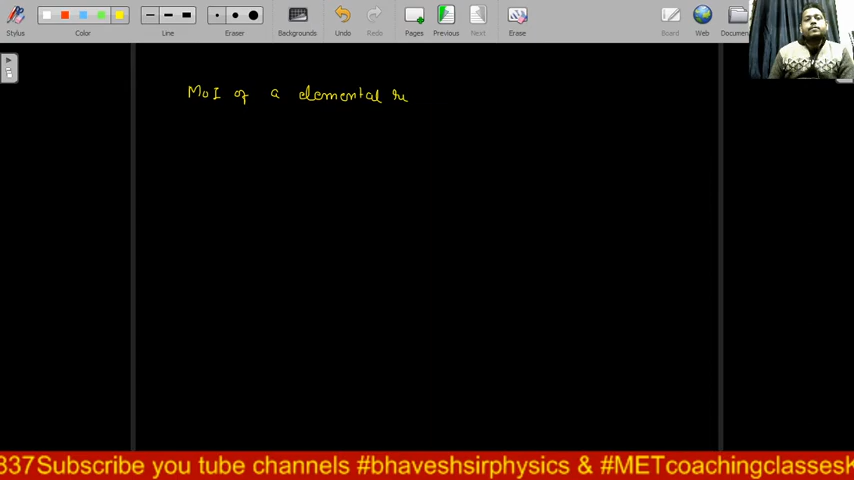 Stylus Color Line Eraser Backgrounds Undo Redo Pages Previous Next Erase Board Web Documen
MoI of a elemental
337Subscribe you tube channels #bhaveshsirphysics & #METcoachingclassesK